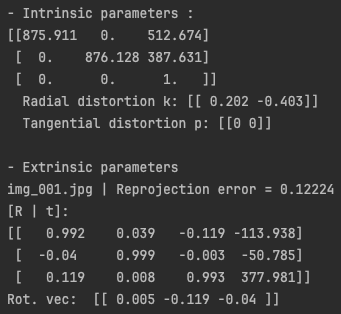 - Intrinsic parameters :
[[875.911   0.    512.674]
 [  0.    876.128 387.631]
 [  0.      0.      1.   ]]
  Radial distortion k: [[ 0.202 -0.403]]
  Tangential distortion p: [[0 0]]

- Extrinsic parameters
img_001.jpg | Reprojection error = 0.12224
[R | t]:
[[   0.992    0.039   -0.119 -113.938]
 [  -0.04     0.999   -0.003  -50.785]
 [   0.119    0.008    0.993  377.981]]
Rot. vec:  [[ 0.005 -0.119 -0.04 ]]